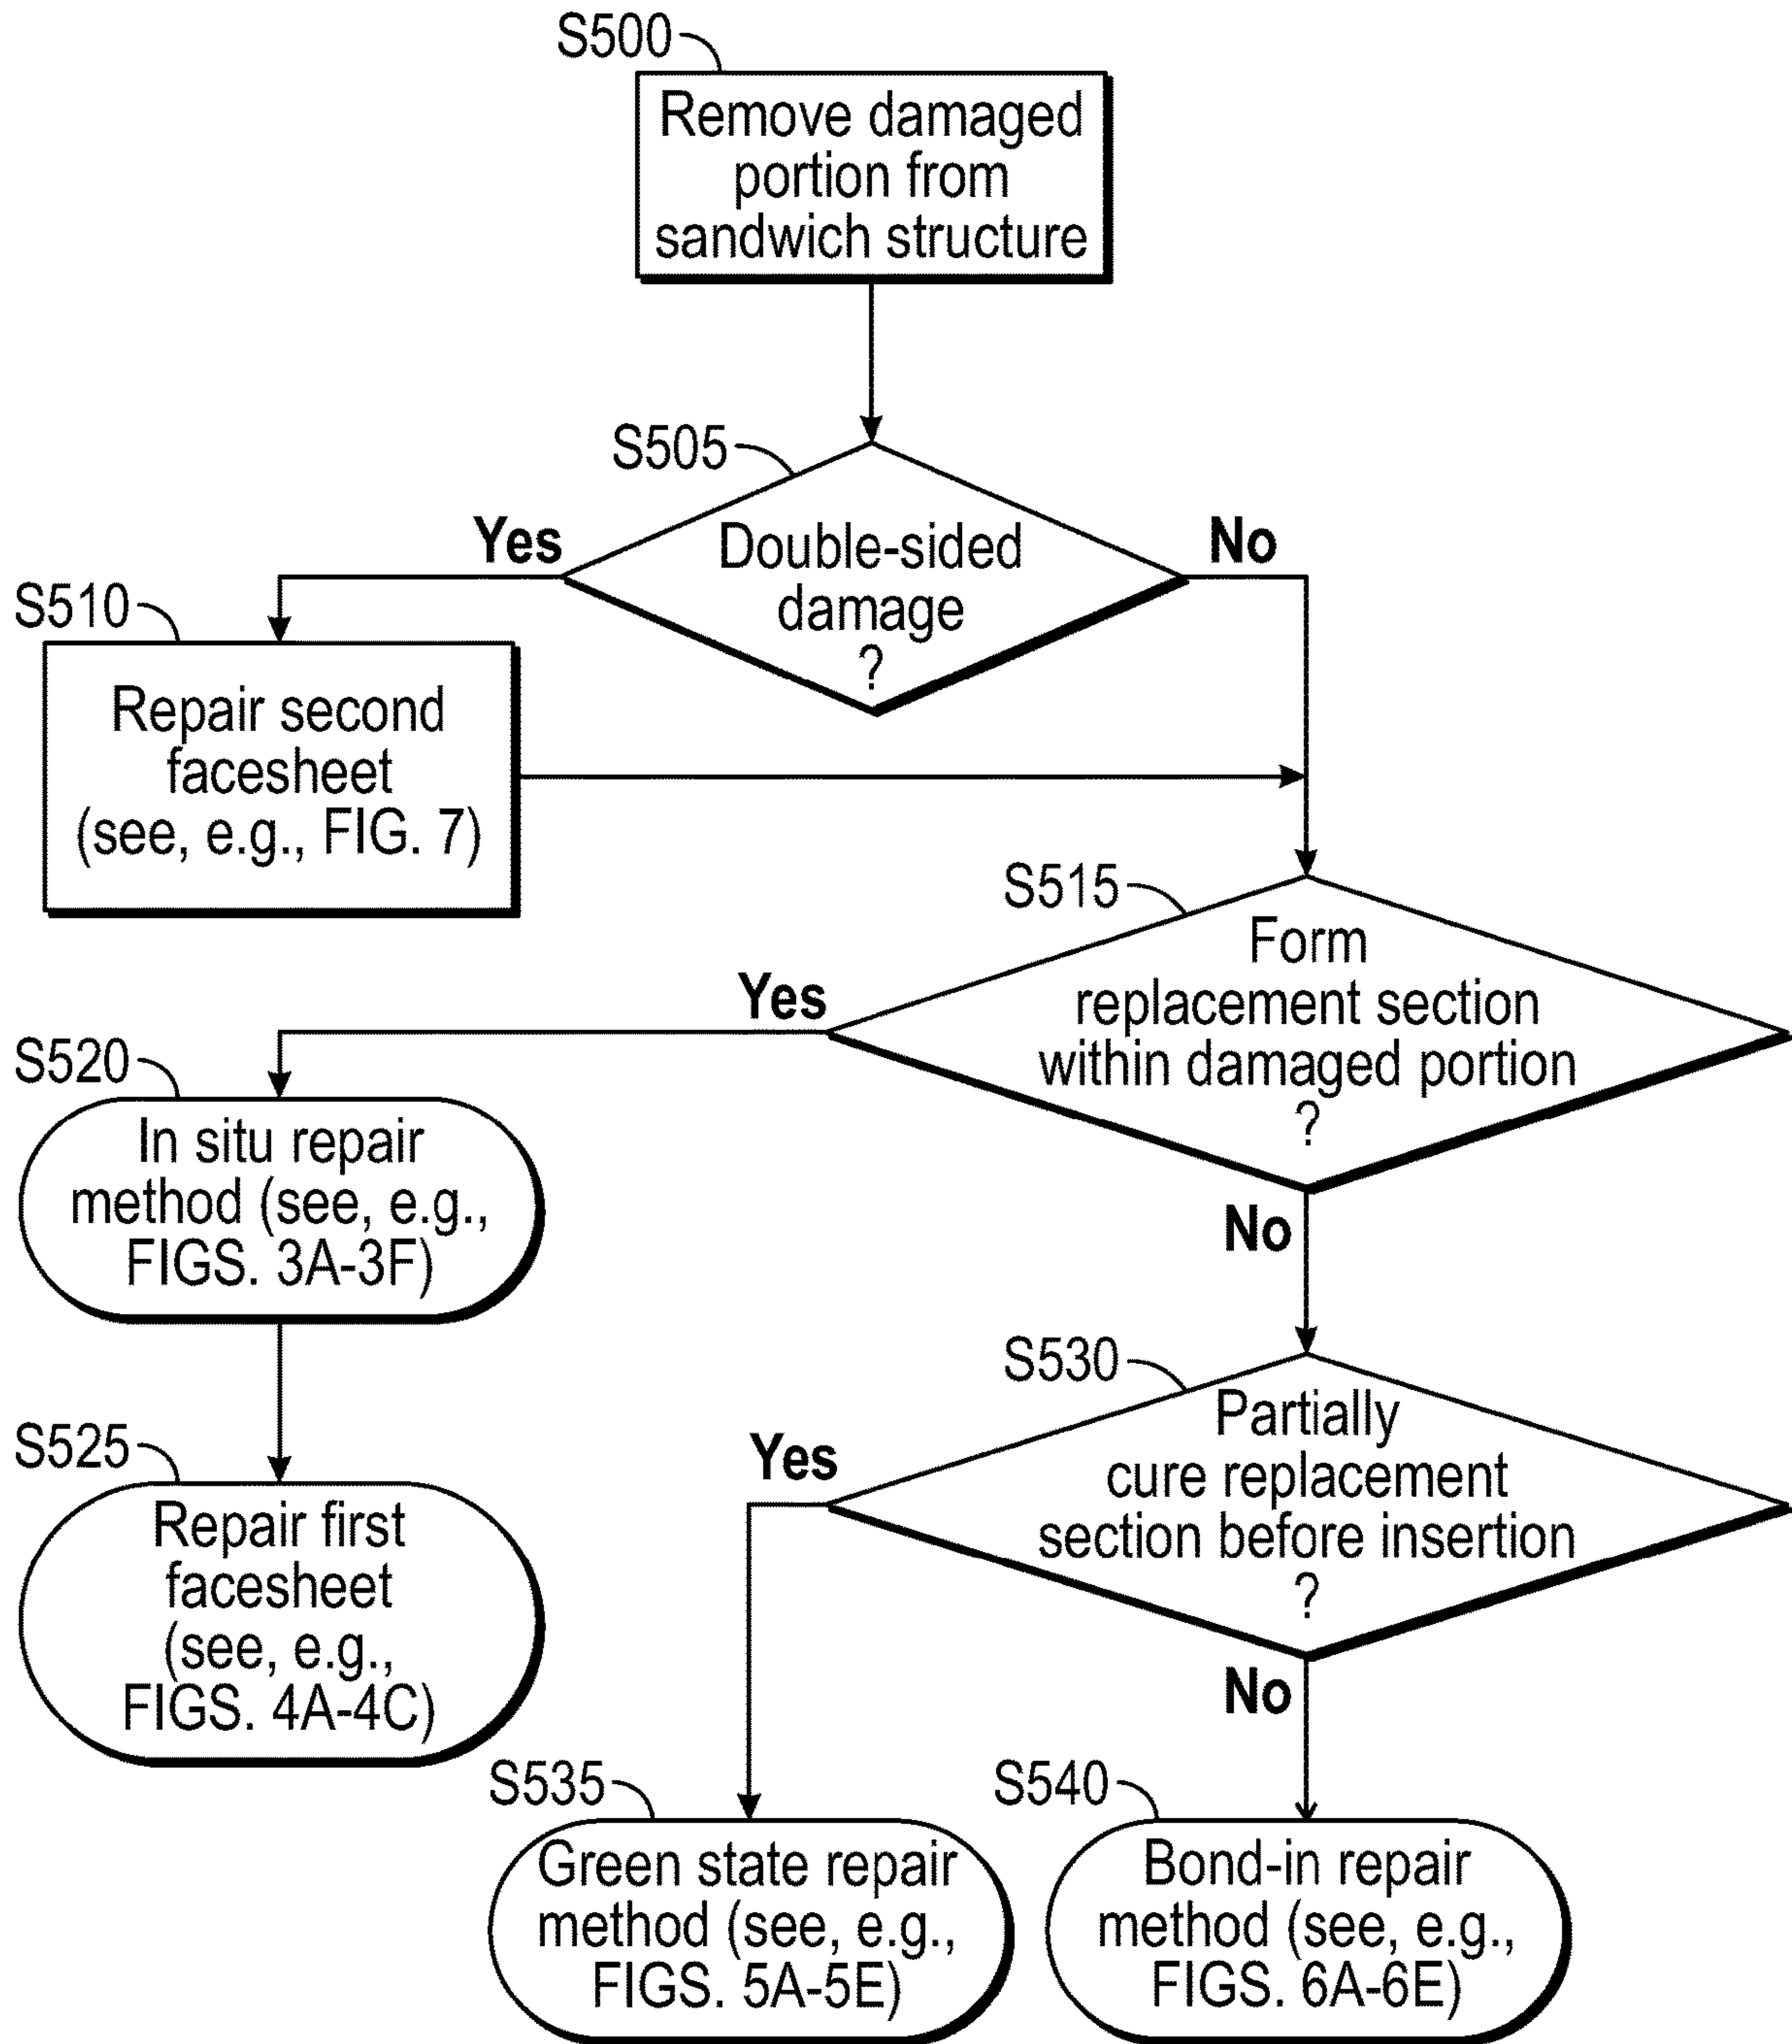 S500
Remove damaged
portion from
sandwich structure
S505
Yes
Double-sided
damage
?
No
S510
Repair second
facesheet
(see, e.g., FIG. 7)
S515
Yes
Form
replacement section
within damaged portion
?
No
S520
In situ repair
method (see, e.g.,
FIGS. 3A-3F)
S525
Repair first
facesheet
(see, e.g.,
FIGS. 4A-4C)
S530
Yes
Partially
cure replacement
section before insertion
?
No
S535
Green state repair
method (see, e.g.,
FIGS. 5A-5E)
S540
Bond-in repair
method (see, e.g.,
FIGS. 6A-6E)